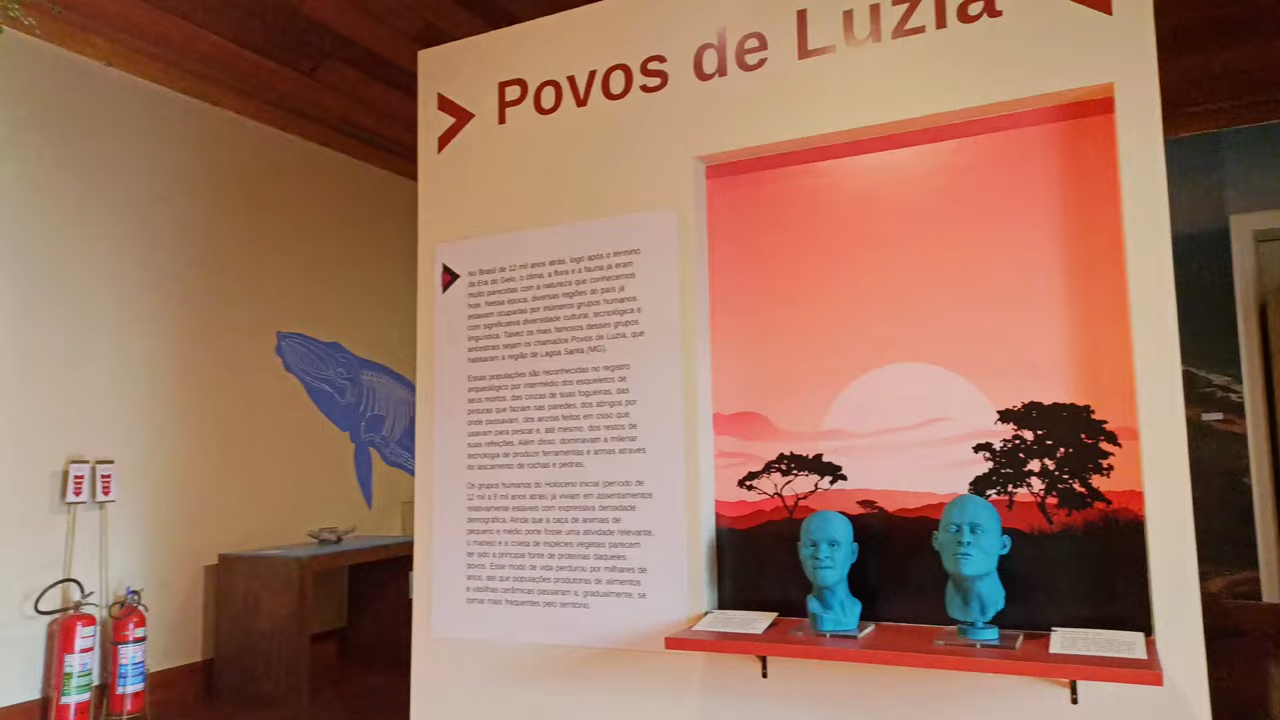 Povos de Luzia
No Brasil de 12 mil anos atrás, logo após o término
da Era do Gelo, o clima, a flora e a fauna já eram
muito parecidas com a natureza que conhecemos
hoje. Nessa época, diversas regiões do país já
estavam ocupadas por inúmeros grupos humanos
com significativa diversidade cultural, tecnológica e
linguística. Talvez os mais famosos desses grupos
ancestrais sejam os chamados Povos de Luzia, que
habitaram a região de Lagoa Santa (MG).
Essas populações são reconhecidas no registro
arqueológico por intermédio dos esqueletos de
seus mortos, das cinzas de suas fogueiras, das
pinturas que faziam nas paredes, dos abrigos por
onde passavam, dos anzóis feitos em osso que
usavam para pescar e, até mesmo, dos restos de
suas refeições. Além disso, dominavam a milenar
tecnologia de produzir ferramentas e armas através
do lascamento de rochas e pedras.
Os grupos humanos do Holoceno inicial (período de
12 mil a 8 mil anos atrás) já viviam em assentamentos
relativamente estáveis com expressiva densidade
demográfica. Ainda que a caça de animais de
pequeno e médio porte fosse uma atividade relevante,
o manejo e a coleta de espécies vegetais parecem
ter sido a principal fonte de proteínas daqueles
povos. Esse modo de vida perdurou por milhares de
anos, até que populações produtoras de alimentos
e vasilhas cerâmicas passaram a, gradualmente, se
tornar mais frequentes pelo território.